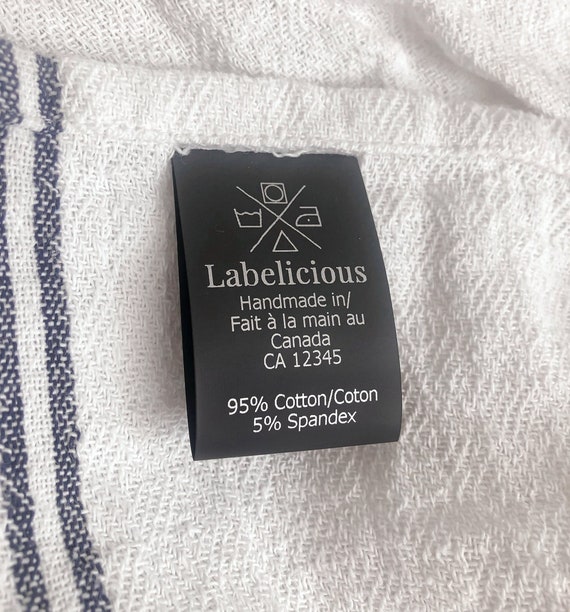 Labelicious
Handmade in/
Fait à la main au
Canada
CA 12345
95% Cotton/Coton
5% Spandex